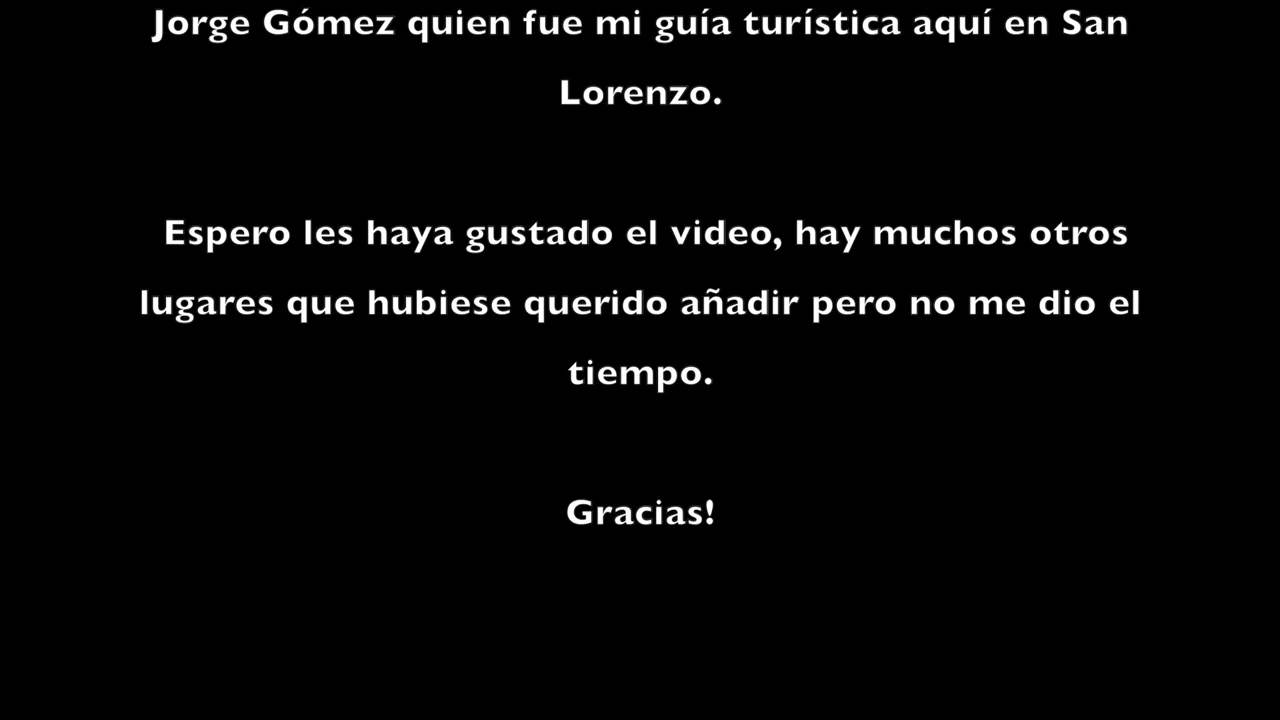 Jorge Gómez quien fue mi guía turística aquí en San
Lorenzo.
Espero les haya gustado el video, hay muchos otros
lugares que hubiese querido añadir pero no me dio el
tiempo.
Gracias!